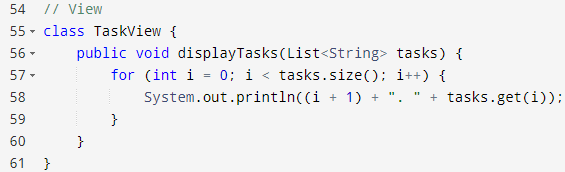 54 // View
55 class TaskView {
56     public void displayTasks(List<String> tasks) {
57         for (int i = 0; i < tasks.size(); i++) {
58             System.out.println((i + 1) + ". " + tasks.get(i));
59         }
60     }
61 }